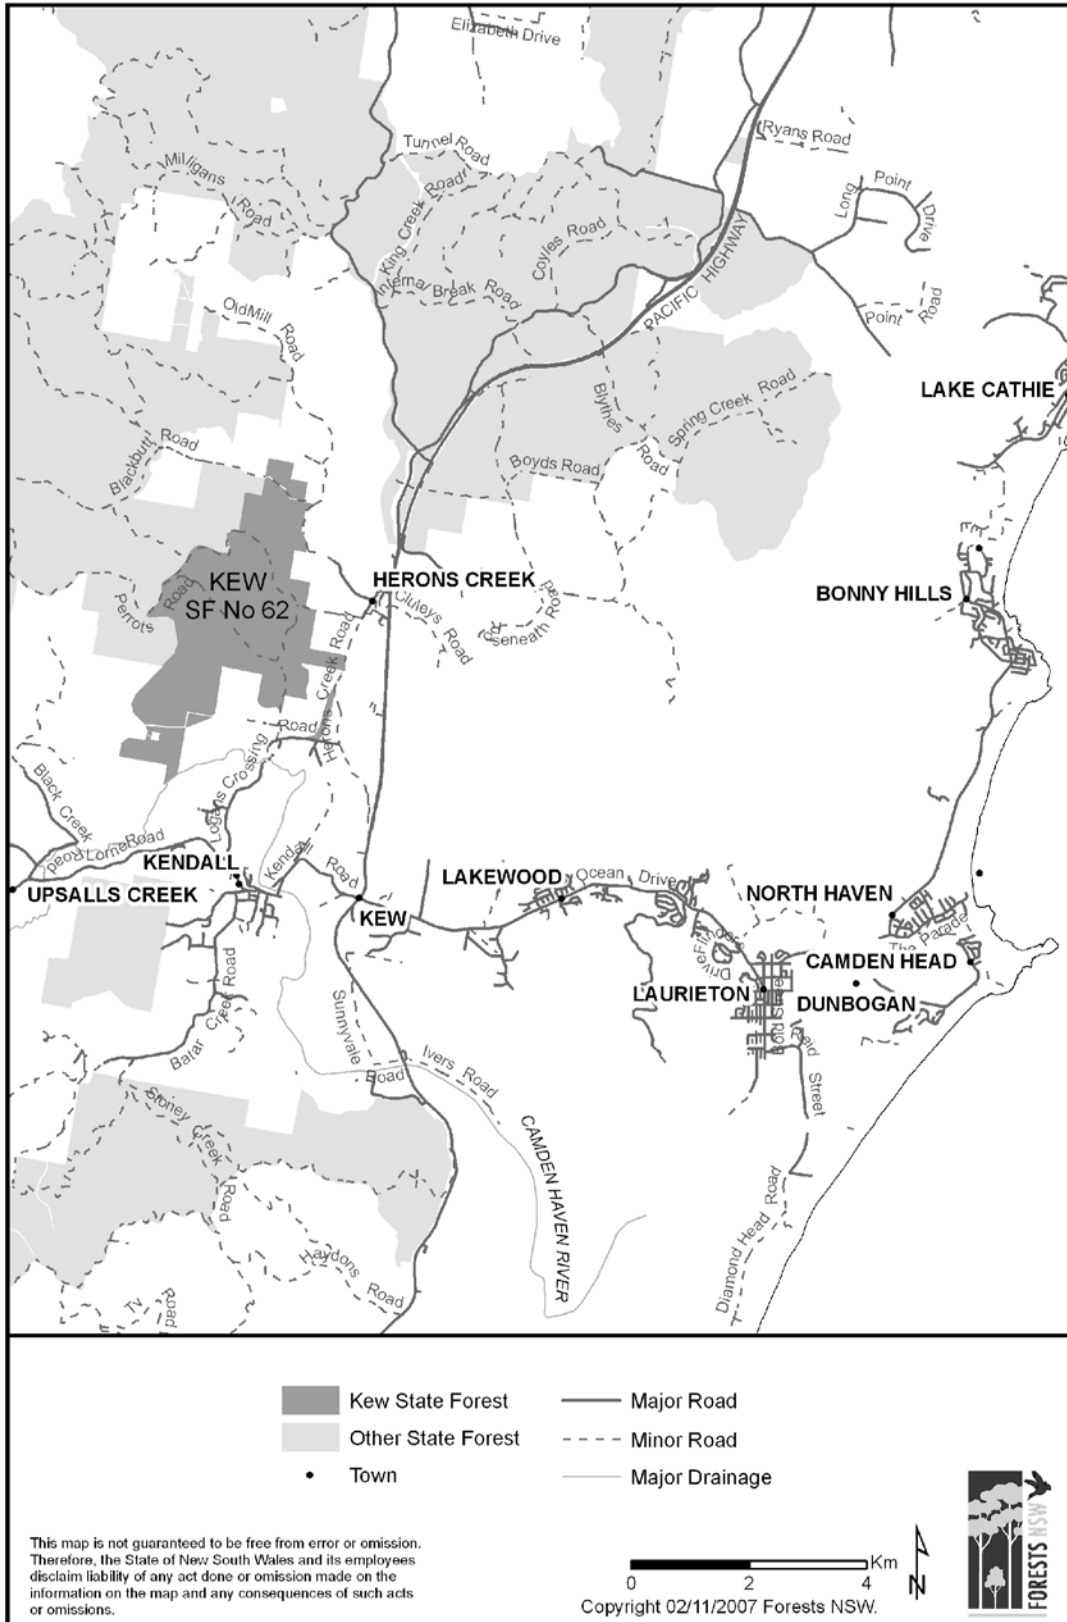 Elizabeth Drive
Ryans Road
Tunnel Road
Milligans
Road
King Creek Road
Coyles Road
Long
Point
Drive
Internal Break Road
PACIFIC HIGHWAY
OldMill Road
Point
Road
LAKE CATHIE
Blythes
Road
Spring Creek Road
Blackbutt Road
Boyds Road
HERONS CREEK
KEW
SF No 62
Perrots
Road
Cluleys Road
Roseneath Road
BONNY HILLS
Herons Creek Road
Logans Crossing Road
Black Creek
Road
Lorne Road
KENDALL
Kendall Road
UPSALLS CREEK
KEW
LAKEWOOD
Ocean Drive
NORTH HAVEN
The Parade
Flinders
Drive
CAMDEN HEAD
LAURIETON
DUNBOGAN
Bold Street
Reid
Street
Batar Creek Road
Sunnyvale
Road
Ivers Road
Stoney Creek
Road
CAMDEN HAVEN RIVER
Diamond Head Road
Haydons
Road
TV
Road
Kew State Forest
Other State Forest
Town
Major Road
Minor Road
Major Drainage
This map is not guaranteed to be free from error or omission.
Therefore, the State of New South Wales and its employees
disclaim liability of any act done or omission made on the
information on the map and any consequences of such acts
or omissions.
Km
0 2 4
Copyright 02/11/2007 Forests NSW.
N
FORESTS NSW